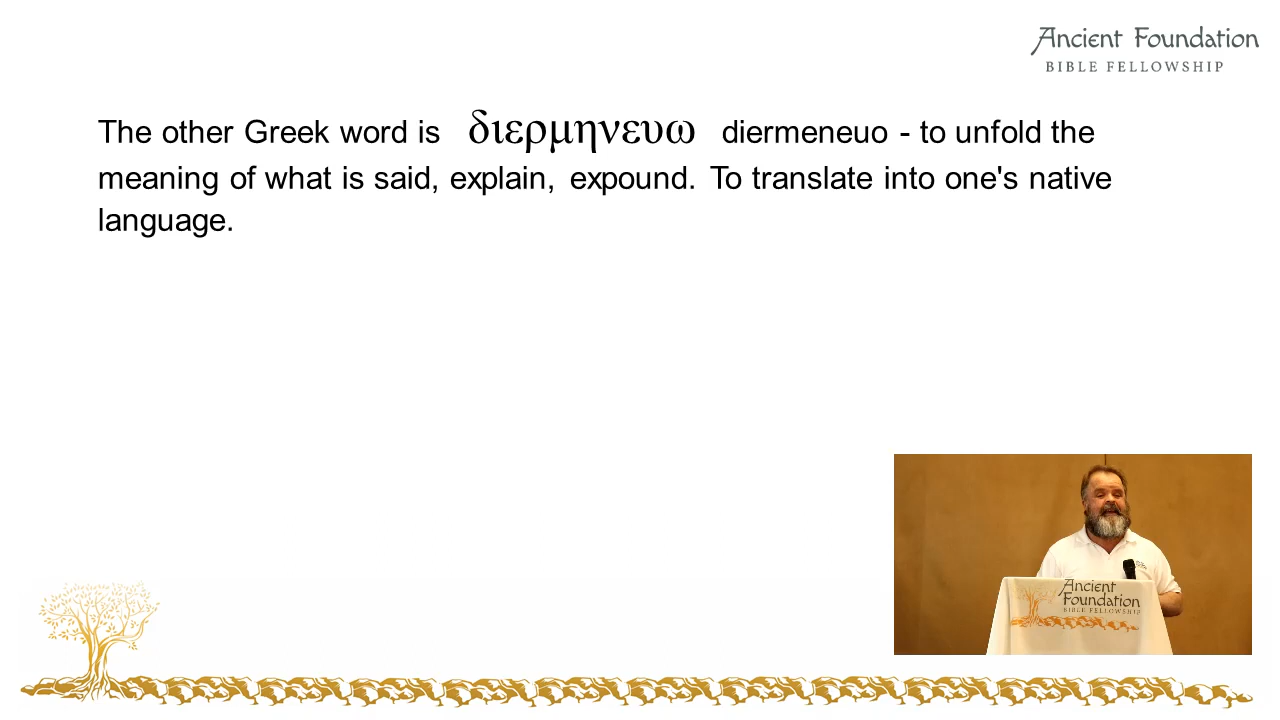 Ancient Foundation
BIBLE FELLOWSHIP
The other Greek word is διερμηνευω diermeneuo - to unfold the
meaning of what is said, explain, expound. To translate into one's native
language.
Ancient
Foundation
BIBLE FELLOWSHIP